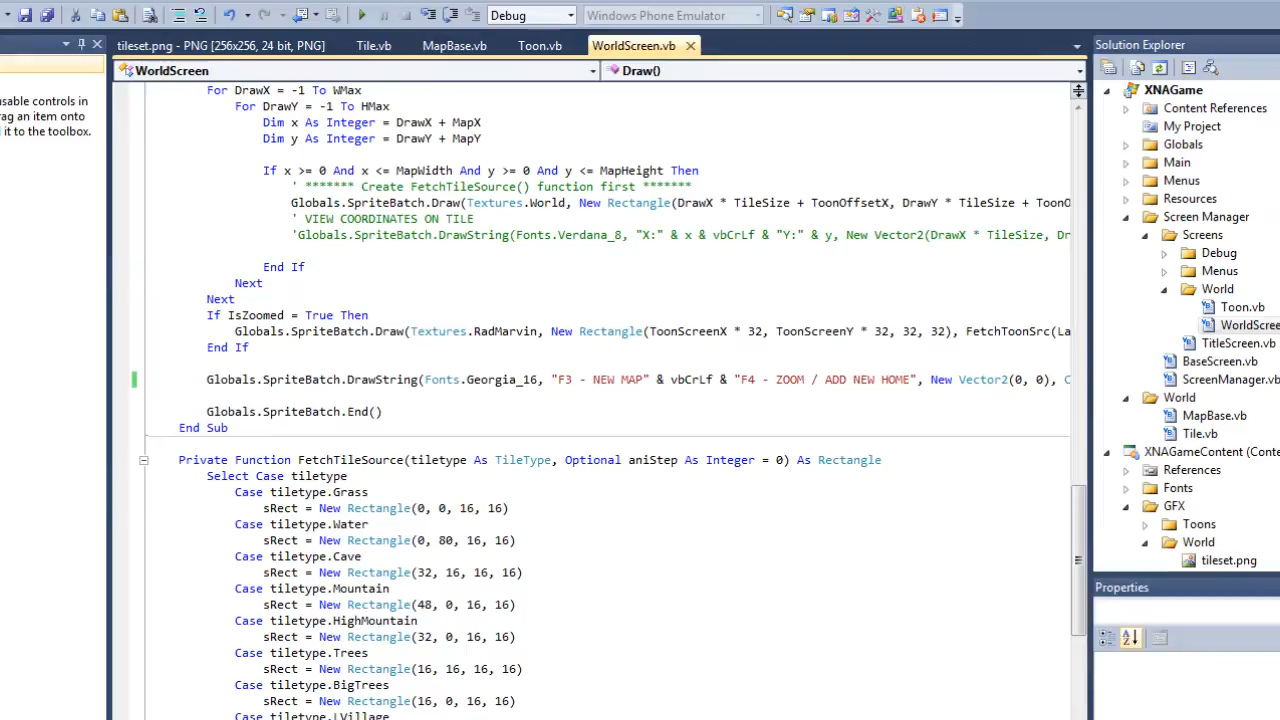 Debug
Windows Phone Emulator
tileset.png - PNG [256x256, 24 bit, PNG]
Tile.vb
MapBase.vb
Toon.vb
WorldScreen.vb
WorldScreen
Draw()
usable controls in
rag an item onto
it to the toolbox.
For DrawX = -1 To WMax
For DrawY = -1 To HMax
Dim x As Integer = DrawX + MapX
Dim y As Integer = DrawY + MapY
If x >= 0 And x <= MapWidth And y >= 0 And y <= MapHeight Then
' ******* Create FetchTileSource() function first *******
Globals.SpriteBatch.Draw(Textures.World, New Rectangle(DrawX * TileSize + ToonOffsetX, DrawY * TileSize + ToonO
' VIEW COORDINATES ON TILE
'Globals.SpriteBatch.DrawString(Fonts.Verdana_8, "X:" & x & vbCrLf & "Y:" & y, New Vector2(DrawX * TileSize, Dr
End If
Next
Next
If IsZoomed = True Then
Globals.SpriteBatch.Draw(Textures.RadMarvin, New Rectangle(ToonScreenX * 32, ToonScreenY * 32, 32, 32), FetchToonSrc(La
End If
Globals.SpriteBatch.DrawString(Fonts.Georgia_16, "F3 - NEW MAP" & vbCrLf & "F4 - ZOOM / ADD NEW HOME", New Vector2(0, 0), C
Globals.SpriteBatch.End()
End Sub
Private Function FetchTileSource(tiletype As TileType, Optional aniStep As Integer = 0) As Rectangle
Select Case tiletype
Case tiletype.Grass
sRect = New Rectangle(0, 0, 16, 16)
Case tiletype.Water
sRect = New Rectangle(0, 80, 16, 16)
Case tiletype.Cave
sRect = New Rectangle(32, 16, 16, 16)
Case tiletype.Mountain
sRect = New Rectangle(48, 0, 16, 16)
Case tiletype.HighMountain
sRect = New Rectangle(32, 0, 16, 16)
Case tiletype.Trees
sRect = New Rectangle(16, 16, 16, 16)
Case tiletype.BigTrees
sRect = New Rectangle(16, 0, 16, 16)
Case tiletype.LVillage
Solution Explorer
XNAGame
Content References
My Project
Globals
Main
Menus
Resources
Screen Manager
Screens
Debug
Menus
World
Toon.vb
WorldScree
TitleScreen.vb
BaseScreen.vb
ScreenManager.vb
World
MapBase.vb
Tile.vb
XNAGameContent (Conte
References
Fonts
GFX
Toons
World
tileset.png
Properties